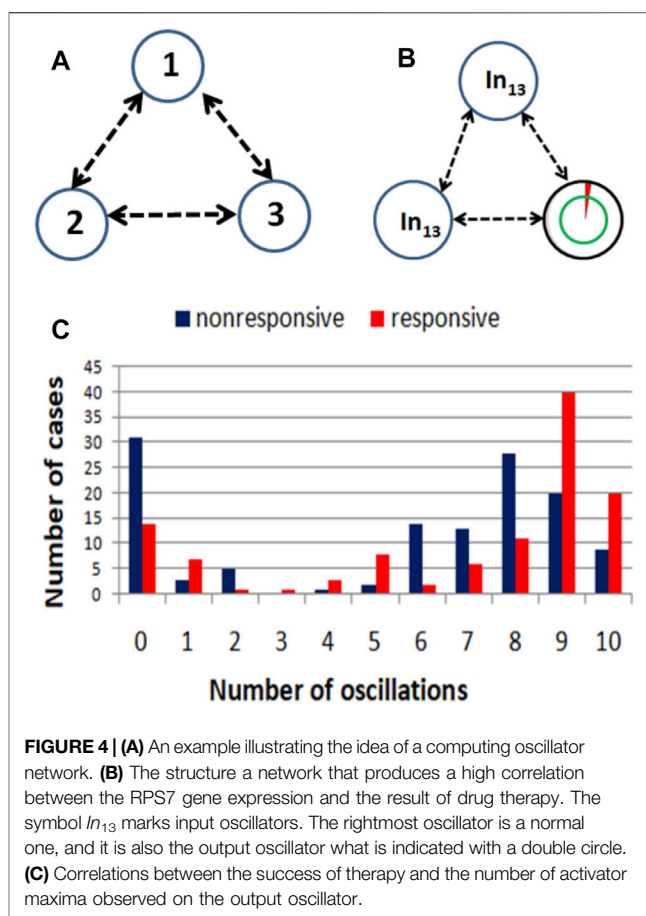 A
1
2
3
B
In₁₃
In₁₃
C
nonresponsive responsive
Number of cases
45
40
35
30
25
20
15
10
5
0
0 1 2 3 4 5 6 7 8 9 10
Number of oscillations
FIGURE 4 | (A) An example illustrating the idea of a computing oscillator
network. (B) The structure a network that produces a high correlation
between the RPS7 gene expression and the result of drug therapy. The
symbol In₁₃ marks input oscillators. The rightmost oscillator is a normal
one, and it is also the output oscillator what is indicated with a double circle.
(C) Correlations between the success of therapy and the number of activator
maxima observed on the output oscillator.